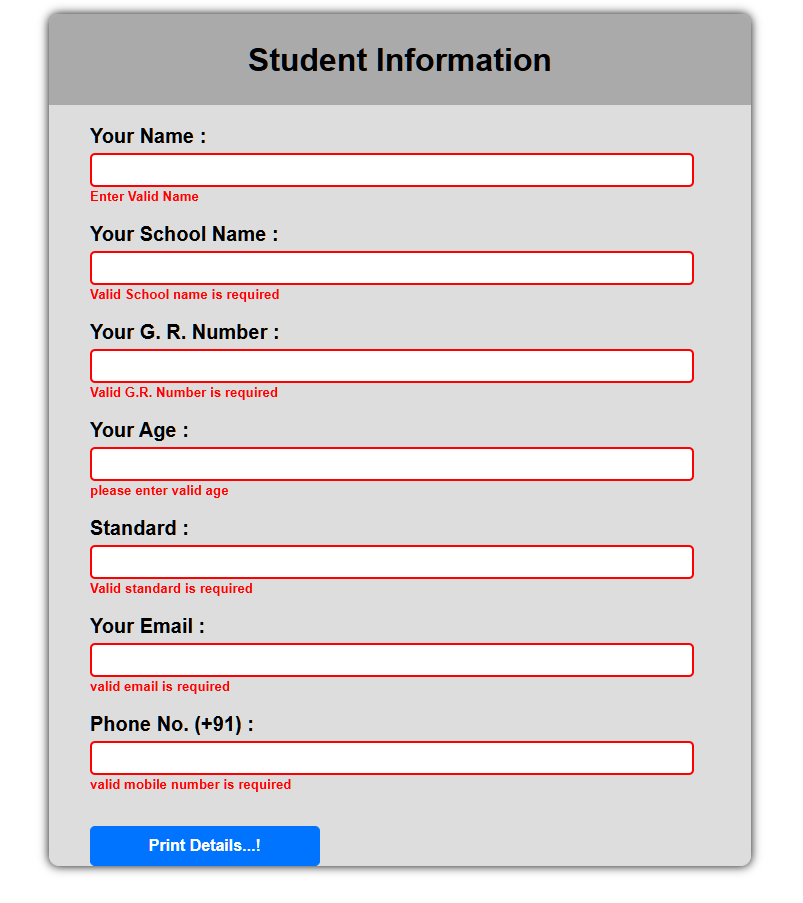 Student Information
Your Name :
Enter Valid Name
Your School Name :
Valid School name is required
Your G. R. Number :
Valid G.R. Number is required
Your Age :
please enter valid age
Standard :
Valid standard is required
Your Email :
valid email is required
Phone No. (+91) :
valid mobile number is required
Print Details...!